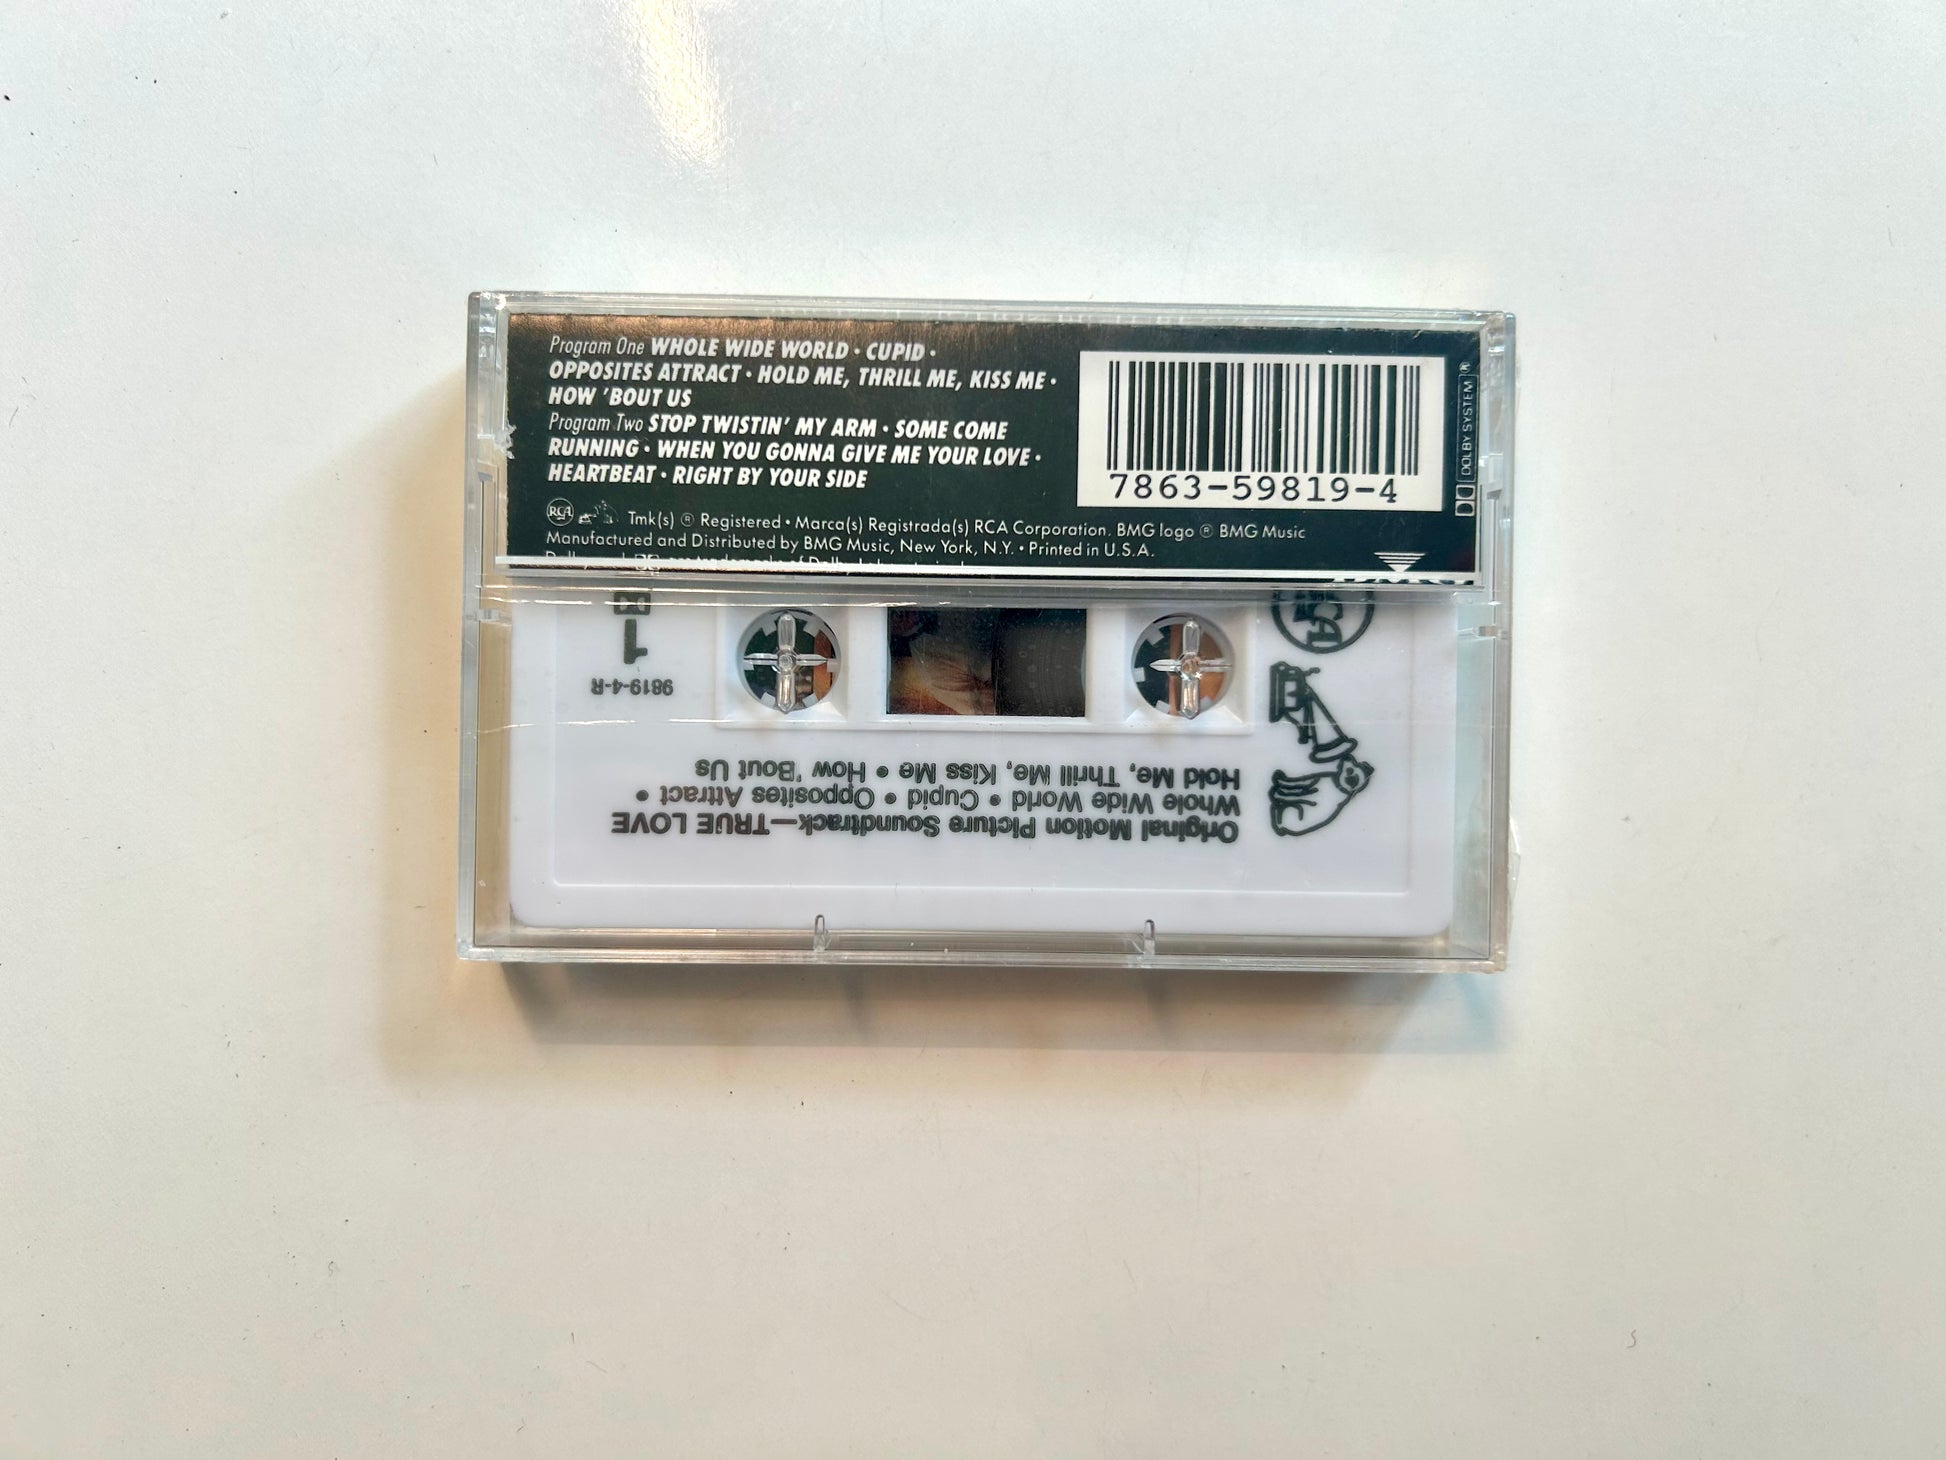 Program One WHOLE WIDE WORLD • CUPID •
OPPOSITES ATTRACT • HOLD ME, THRILL ME, KISS ME •
HOW 'BOUT US
Program Two STOP TWISTIN' MY ARM • SOME COME
RUNNING • WHEN YOU GONNA GIVE ME YOUR LOVE •
HEARTBEAT • RIGHT BY YOUR SIDE
RCA Tmk(s) ® Registered • Marca(s) Registrada(s) RCA Corporation. BMG logo ® BMG Music
Manufactured and Distributed by BMG Music, New York, N.Y. • Printed in U.S.A.
trademarks of Dolby
7863-59819-4
DOLBY SYSTEM ®
RCA
1
9819-4-R
Original Motion Picture Soundtrack—TRUE LOVE
Whole Wide World • Cupid • Opposites Attract •
Hold Me, Thrill Me, Kiss Me • How 'Bout Us